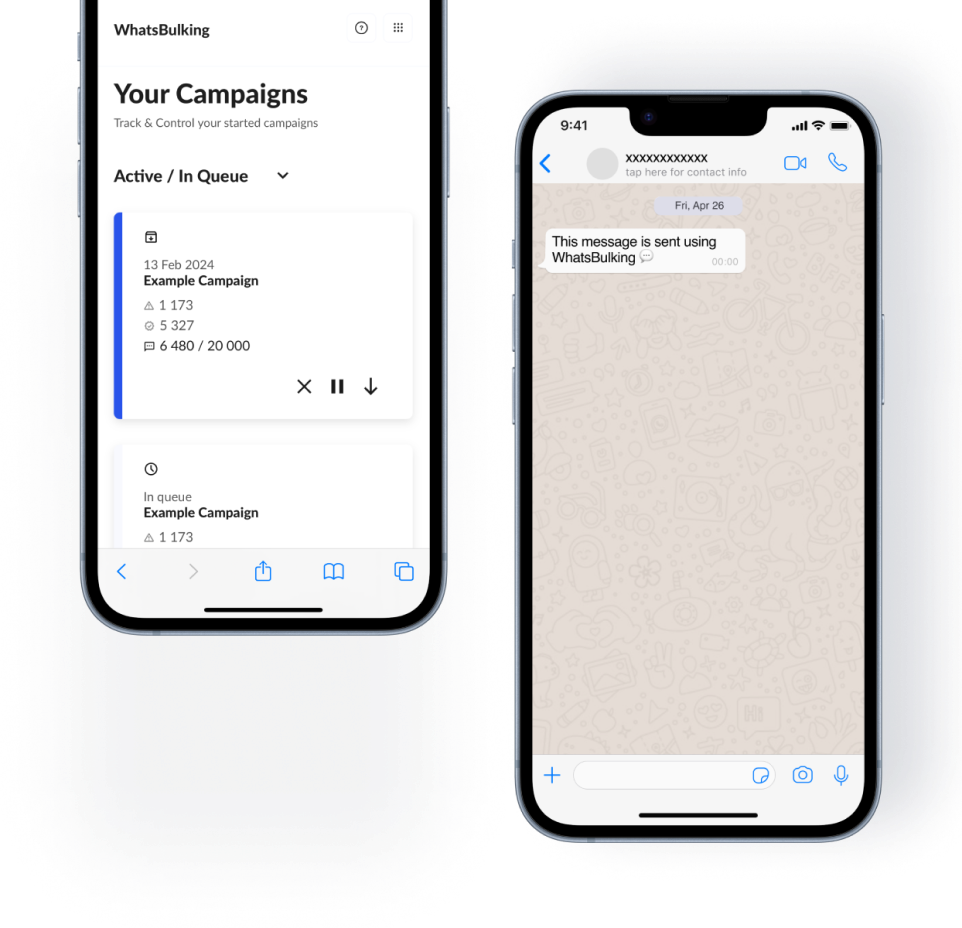 WhatsBulking
Your Campaigns
Track & Control your started campaigns
Active / In Queue
13 Feb 2024
Example Campaign
1 173
5 327
6 480 / 20 000
In queue
Example Campaign
1 173
9:41
xxxxxxxxxxxx
tap here for contact info
Fri, Apr 26
This message is sent using
WhatsBulking 💬
00:00
Hi